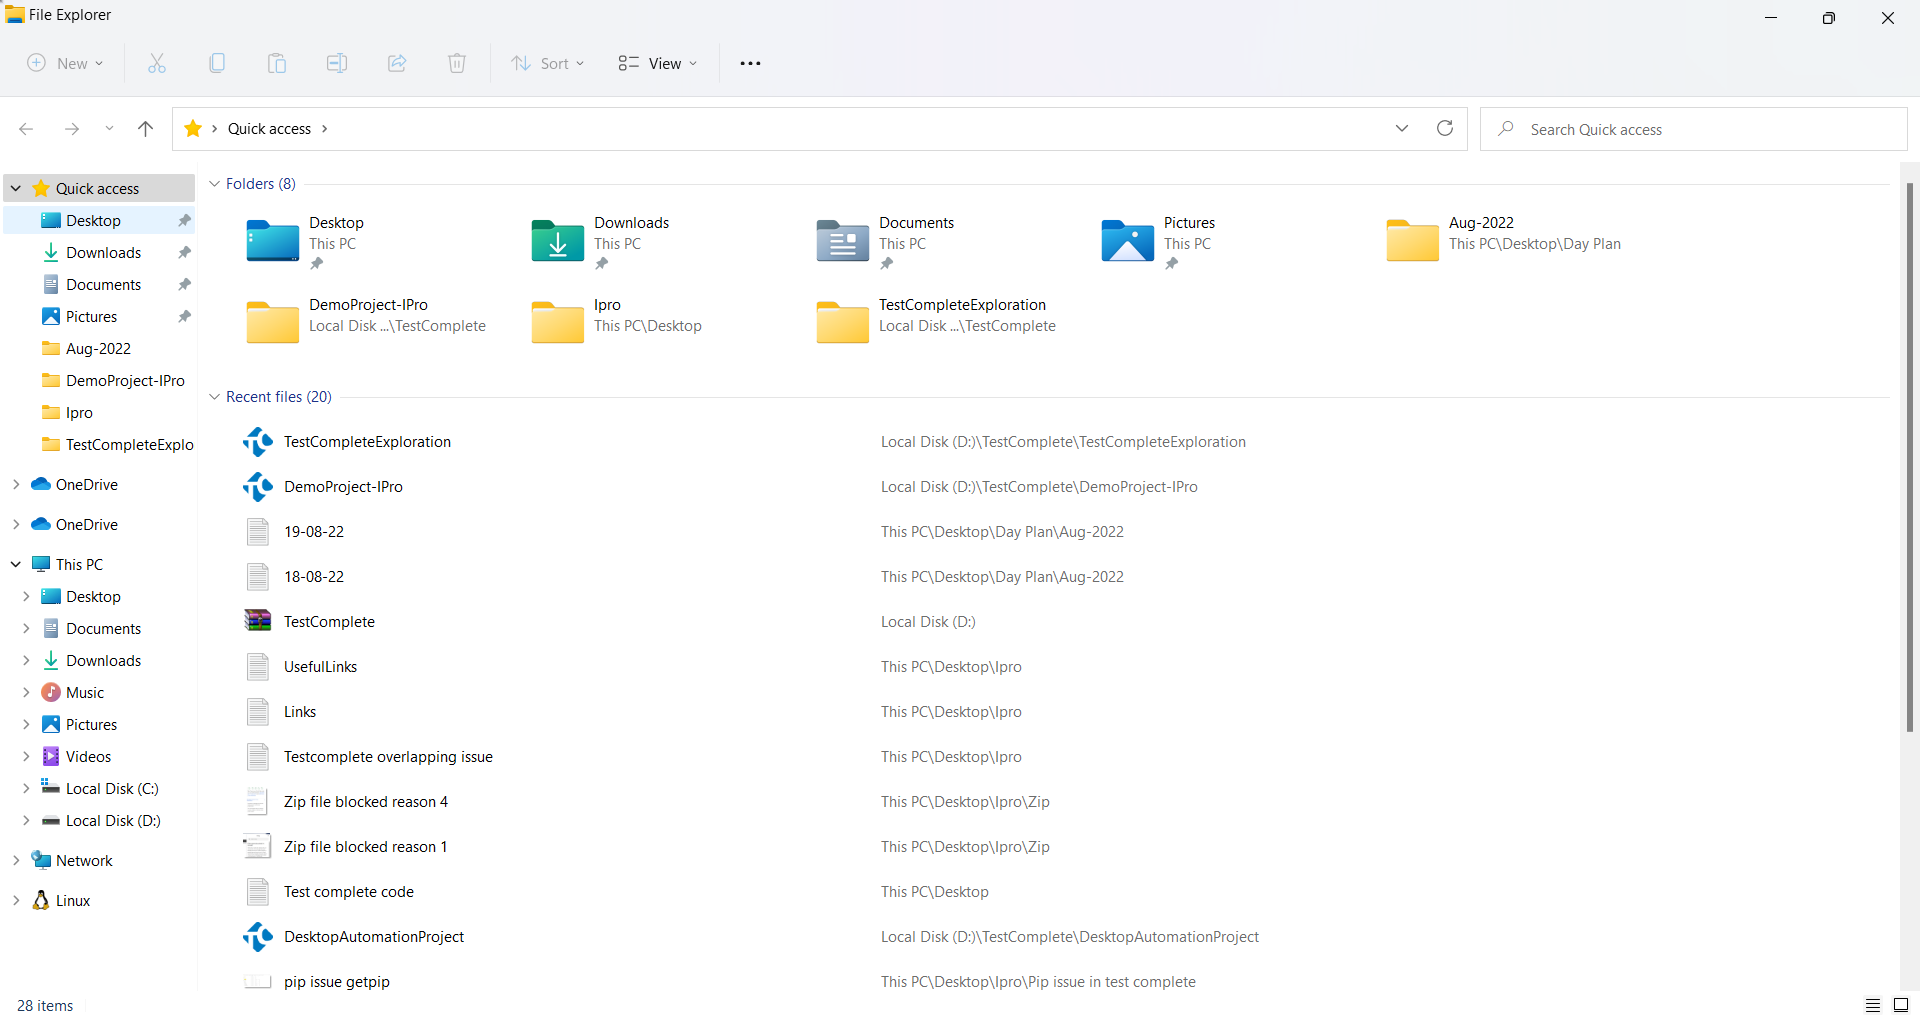 File Explorer
New
Sort
View
Quick access
Search Quick access
Quick access
Desktop
Downloads
Documents
Pictures
Aug-2022
DemoProject-IPro
Ipro
TestCompleteExplo
OneDrive
OneDrive
This PC
Desktop
Documents
Downloads
Music
Pictures
Videos
Local Disk (C:)
Local Disk (D:)
Network
Linux
Folders (8)
Desktop
This PC
Downloads
This PC
Documents
This PC
Pictures
This PC
Aug-2022
This PC\Desktop\Day Plan
DemoProject-IPro
Local Disk ...\TestComplete
Ipro
This PC\Desktop
TestCompleteExploration
Local Disk ...\TestComplete
Recent files (20)
TestCompleteExploration Local Disk (D:)\TestComplete\TestCompleteExploration
DemoProject-IPro Local Disk (D:)\TestComplete\DemoProject-IPro
19-08-22 This PC\Desktop\Day Plan\Aug-2022
18-08-22 This PC\Desktop\Day Plan\Aug-2022
TestComplete Local Disk (D:)
UsefulLinks This PC\Desktop\Ipro
Links This PC\Desktop\Ipro
Testcomplete overlapping issue This PC\Desktop\Ipro
Zip file blocked reason 4 This PC\Desktop\Ipro\Zip
Zip file blocked reason 1 This PC\Desktop\Ipro\Zip
Test complete code This PC\Desktop
DesktopAutomationProject Local Disk (D:)\TestComplete\DesktopAutomationProject
pip issue getpip This PC\Desktop\Ipro\Pip issue in test complete
28 items